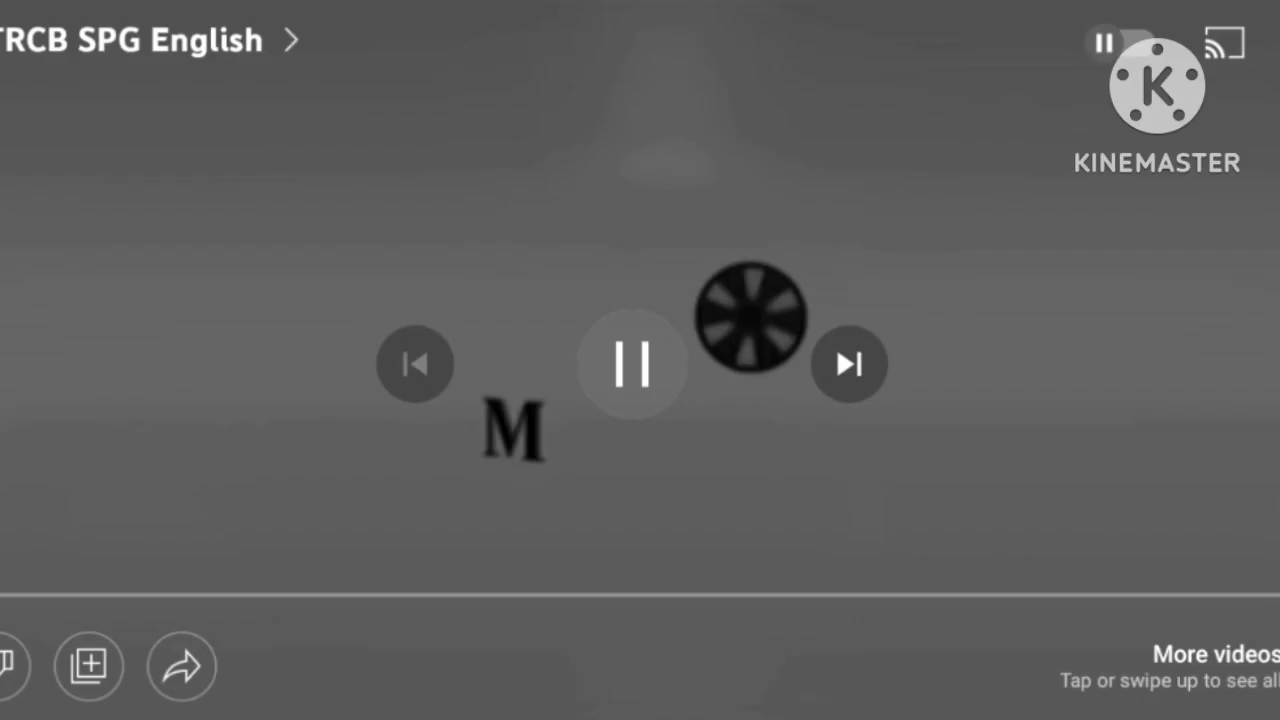 TRCB SPG English
K
KINEMASTER
M
More videos
Tap or swipe up to see all